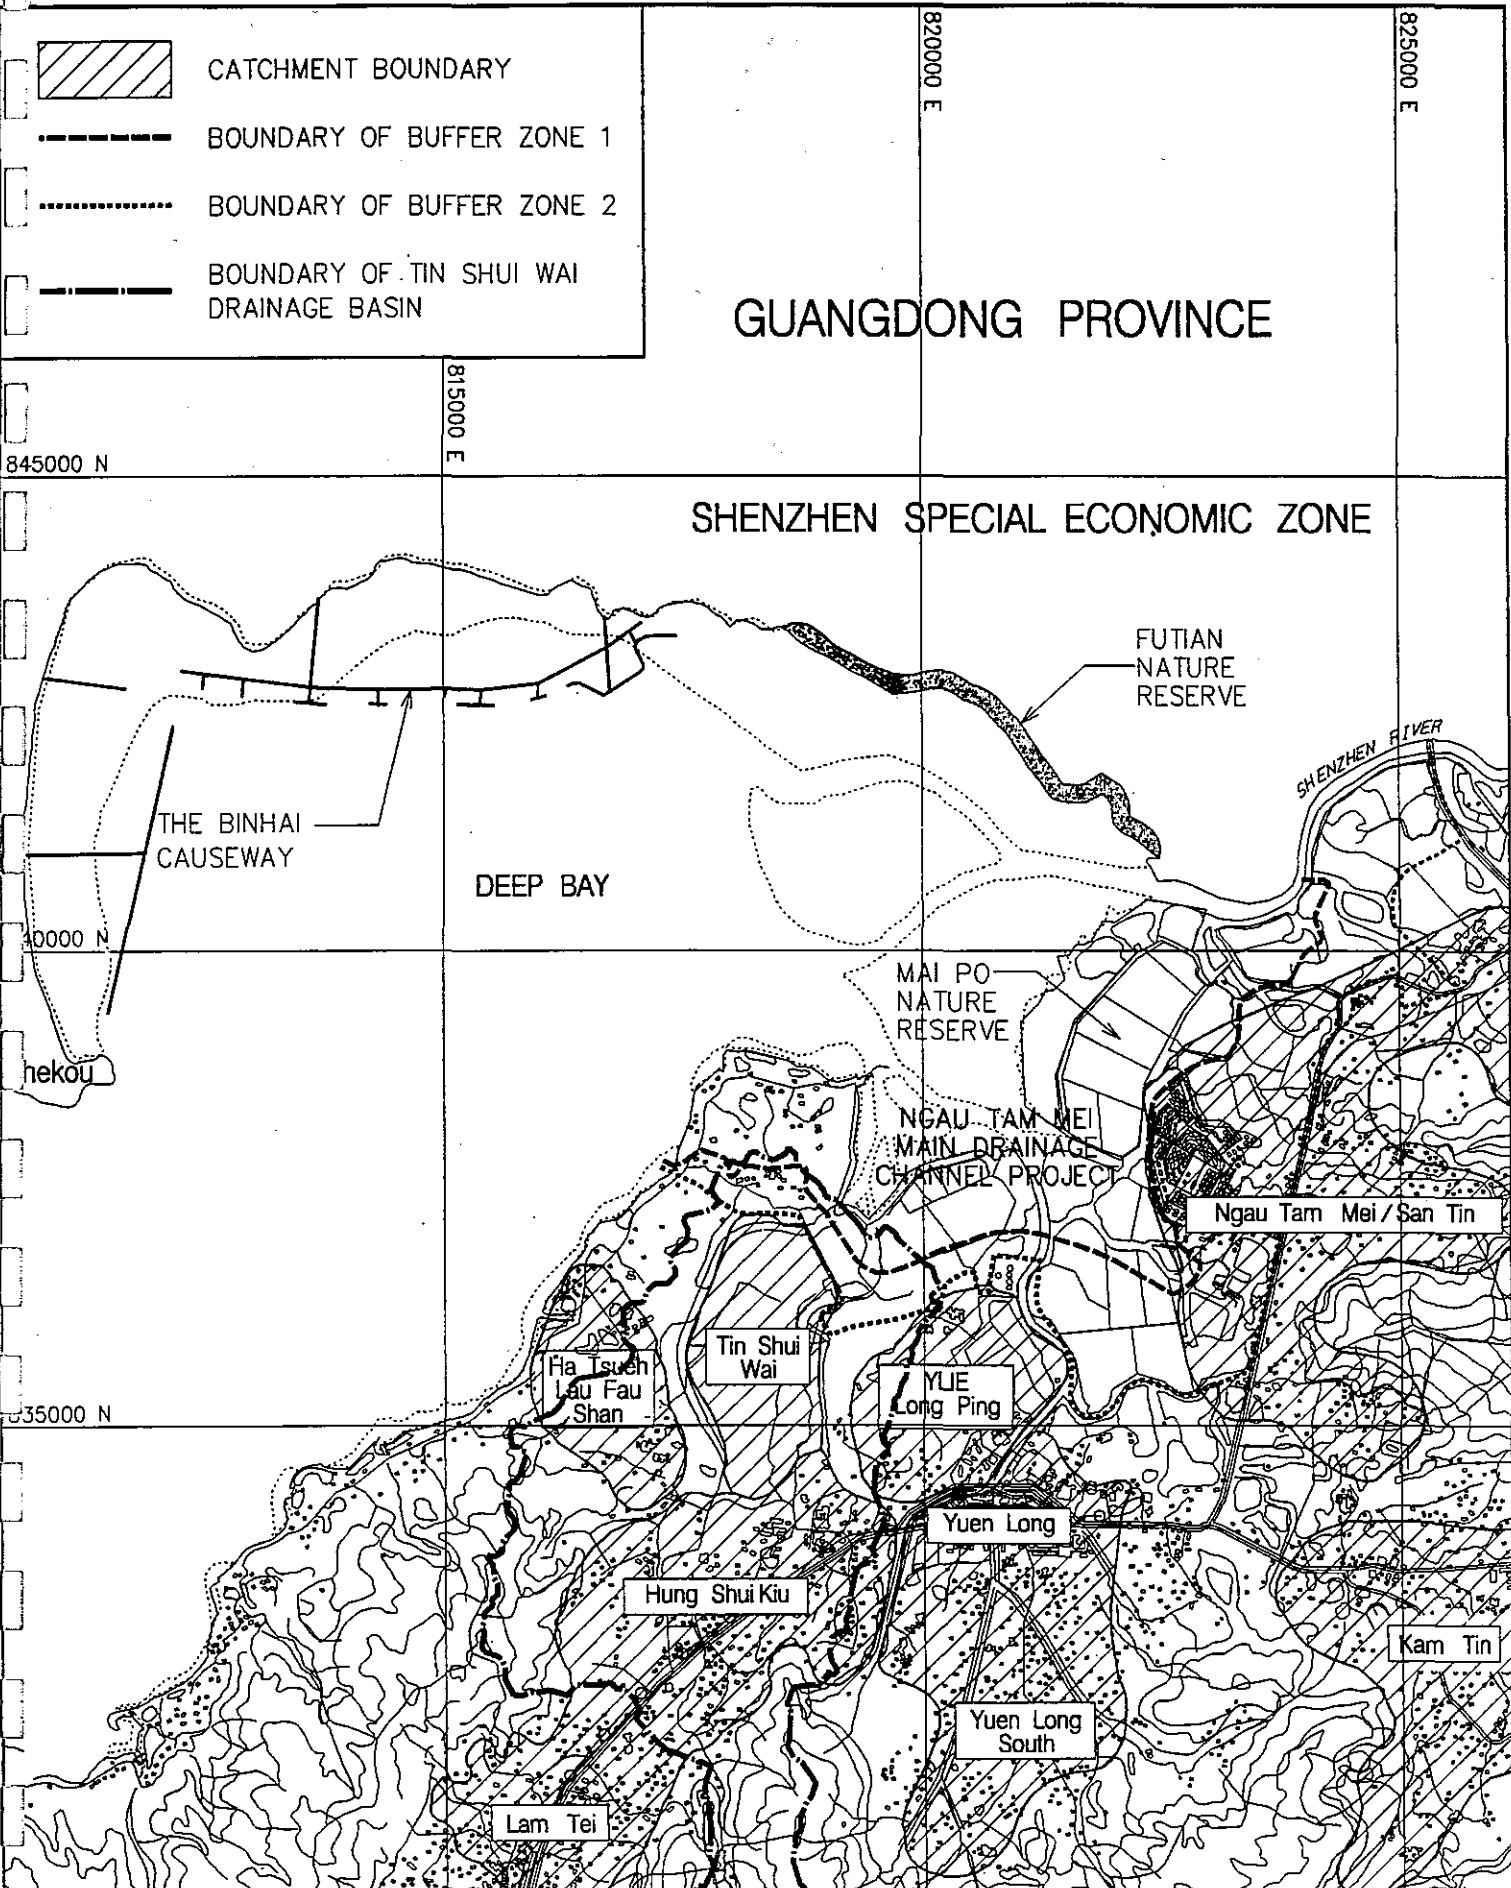 CATCHMENT BOUNDARY
BOUNDARY OF BUFFER ZONE 1
BOUNDARY OF BUFFER ZONE 2
BOUNDARY OF TIN SHUI WAI
DRAINAGE BASIN
820000 E
825000 E
GUANGDONG PROVINCE
815000 E
845000 N
SHENZHEN SPECIAL ECONOMIC ZONE
FUTIAN
NATURE
RESERVE
SHENZHEN RIVER
THE BINHAI
CAUSEWAY
DEEP BAY
40000 N
MAI PO
NATURE
RESERVE
hekou
NGAU TAM MEI
MAIN DRAINAGE
CHANNEL PROJECT
Ngau Tam Mei/San Tin
Tin Shui
Wai
Ha Tsuen
Lau Fau
Shan
YLIE
Long Ping
835000 N
Yuen Long
Hung Shui Kiu
Kam Tin
Yuen Long
South
Lam Tei